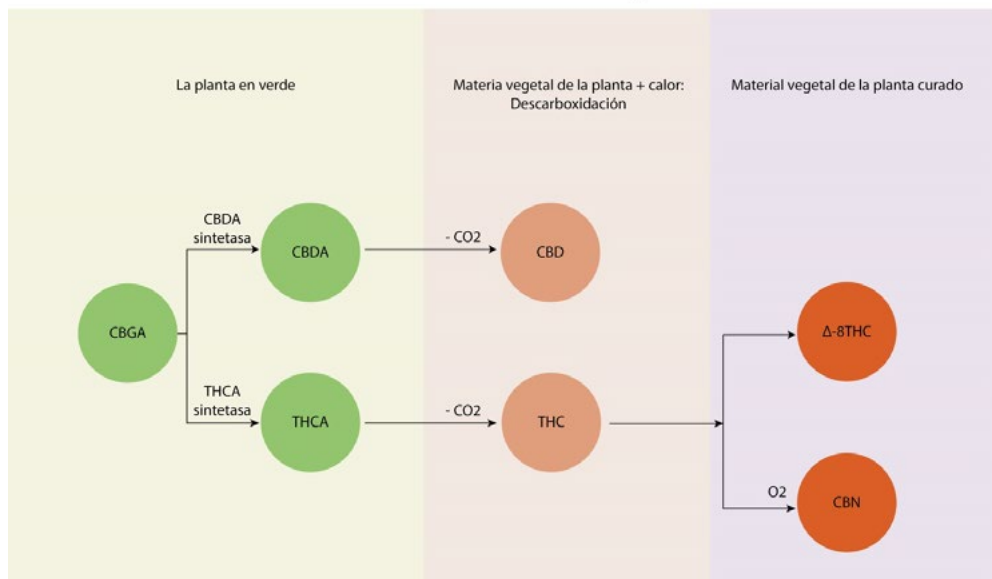 La planta en verde
Materia vegetal de la planta + calor:
Descarboxidación
Material vegetal de la planta curado
CBDA
sintetasa
CBDA
- CO2
CBD
CBGA
Δ-8THC
THCA
sintetasa
THCA
- CO2
THC
O2
CBN